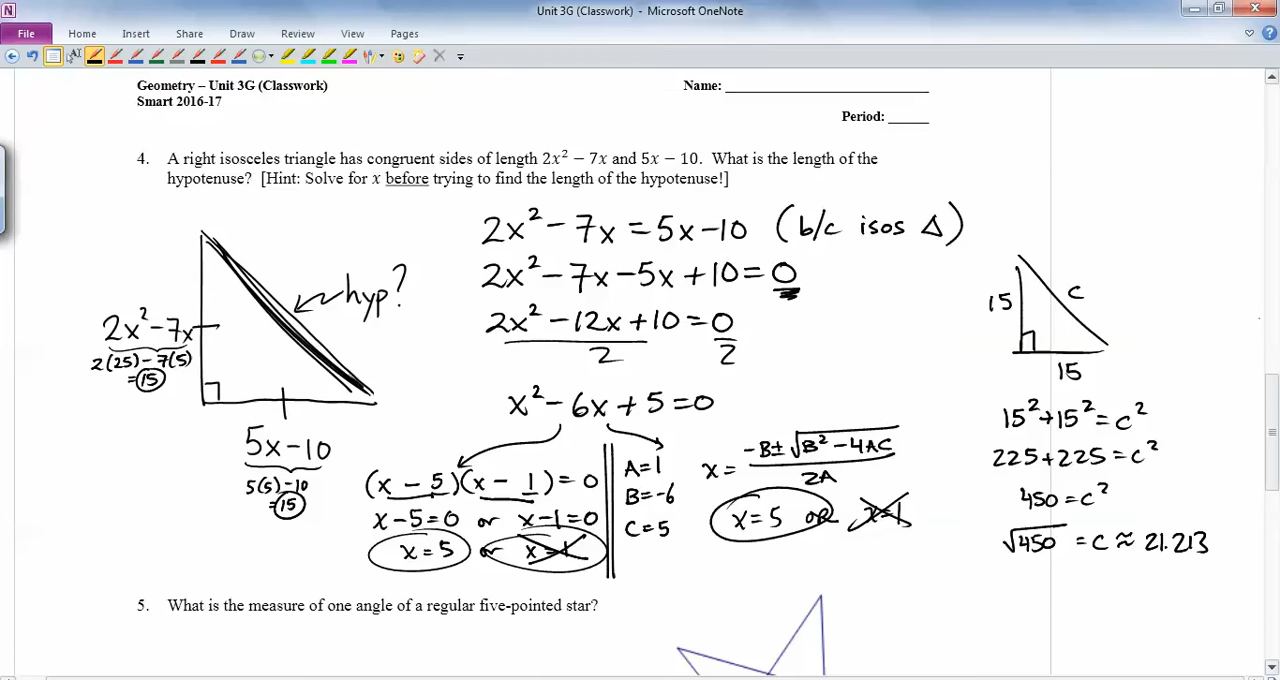 Unit 3G (Classwork) - Microsoft OneNote
File Home Insert Share Draw Review View Pages
Geometry – Unit 3G (Classwork)
Name: ____________
Smart 2016-17
Period: _____
4. A right isosceles triangle has congruent sides of length 2x² − 7x and 5x − 10. What is the length of the
hypotenuse? [Hint: Solve for x before trying to find the length of the hypotenuse!]
2x² − 7x = 5x − 10 (b/c isos △)
2x² − 7x − 5x + 10 = 0
2x² − 12x + 10 = 0
2 2
x² − 6x + 5 = 0
(x − 5)(x − 1) = 0
x − 5 = 0 or x − 1 = 0
x = 5 or x = 1
A = 1
B = −6
C = 5
x = −B ± √B² − 4AC
2A
x = 5 OR x = 1
hyp?
2x² − 7x
2(25) − 7(5)
= 15
5x − 10
5(5) − 10
= 15
15
c
15
15² + 15² = c²
225 + 225 = c²
450 = c²
√450 = c ≈ 21.213
5. What is the measure of one angle of a regular five-pointed star?